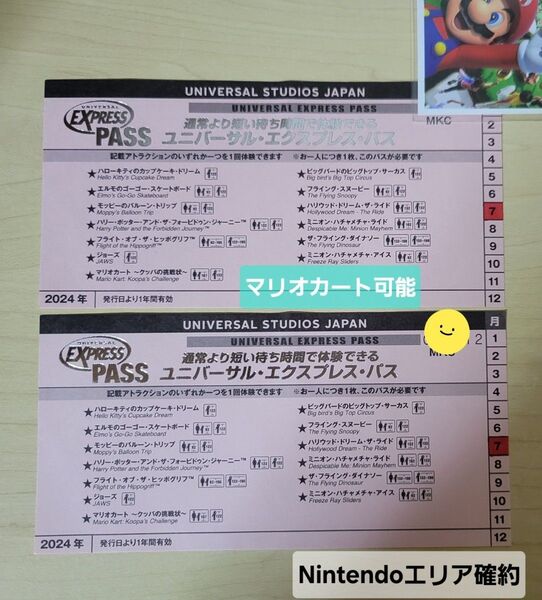 UNIVERSAL STUDIOS JAPAN
UNIVERSAL EXPRESS PASS
MKC
UNIVERSAL
EXPRESS
PASS
通常より短い待ち時間で体験できる
ユニバーサル・エクスプレス・パス
記載アトラクションのいずれか一つを1回体験できます ※お一人につき1枚、このパスが必要です
★ハローキティのカップケーキ・ドリーム
Hello Kitty's Cupcake Dream
★エルモのゴーゴー・スケートボード
Elmo's Go-Go Skateboard
★モッピーのバルーン・トリップ
Moppy's Balloon Trip
★ハリー・ポッター・アンド・ザ・フォービドゥン・ジャーニー™
Harry Potter and the Forbidden Journey™
★フライト・オブ・ザ・ヒッポグリフ™
Flight of the Hippogriff™
★ジョーズ
JAWS
★マリオカート ～クッパの挑戦状～
Mario Kart: Koopa's Challenge
★ビッグバードのビッグトップ・サーカス
Big bird's Big Top Circus
★フライング・スヌーピー
The Flying Snoopy
★ハリウッド・ドリーム・ザ・ライド
Hollywood Dream - The Ride
★ミニオン・ハチャメチャ・ライド
Despicable Me: Minion Mayhem
★ザ・フライング・ダイナソー
The Flying Dinosaur
★ミニオン・ハチャメチャ・アイス
Freeze Ray Sliders
2
3
4
5
6
7
8
9
10
11
12
2024年 発行日より1年間有効
マリオカート可能
UNIVERSAL STUDIOS JAPAN
UNIVERSAL EXPRESS PASS
UNIVERSAL
EXPRESS
PASS
通常より短い待ち時間で体験できる
ユニバーサル・エクスプレス・パス
記載アトラクションのいずれか一つを1回体験できます ※お一人につき1枚、このパスが必要です
★ハローキティのカップケーキ・ドリーム
Hello Kitty's Cupcake Dream
★エルモのゴーゴー・スケートボード
Elmo's Go-Go Skateboard
★モッピーのバルーン・トリップ
Moppy's Balloon Trip
★ハリー・ポッター・アンド・ザ・フォービドゥン・ジャーニー™
Harry Potter and the Forbidden Journey™
★フライト・オブ・ザ・ヒッポグリフ™
Flight of the Hippogriff™
★ジョーズ
JAWS
★マリオカート ～クッパの挑戦状～
Mario Kart: Koopa's Challenge
★ビッグバードのビッグトップ・サーカス
Big bird's Big Top Circus
★フライング・スヌーピー
The Flying Snoopy
★ハリウッド・ドリーム・ザ・ライド
Hollywood Dream - The Ride
★ミニオン・ハチャメチャ・ライド
Despicable Me: Minion Mayhem
★ザ・フライング・ダイナソー
The Flying Dinosaur
★ミニオン・ハチャメチャ・アイス
Freeze Ray Sliders
月
1
2
3
4
5
6
7
8
9
10
11
12
2024年 発行日より1年間有効
Nintendoエリア確約